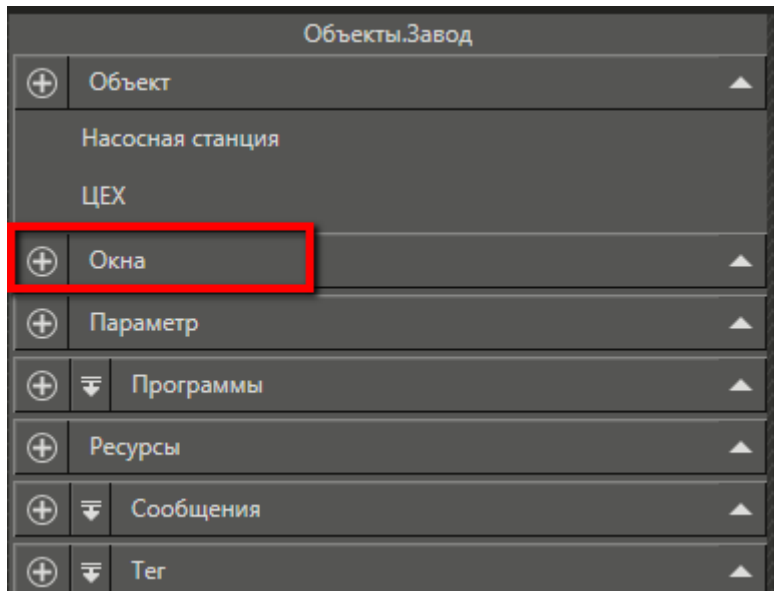 Объекты.Завод
Объект
Насосная станция
ЦЕХ
Окна
Параметр
Программы
Ресурсы
Сообщения
Тег